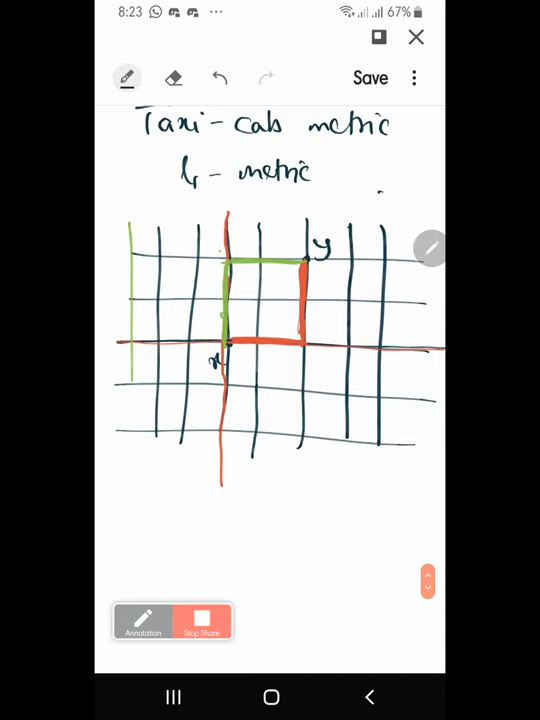 8:23 67%
Save
Taxi-cab metric
l₁ - metric
y
x
Annotation Stop Share